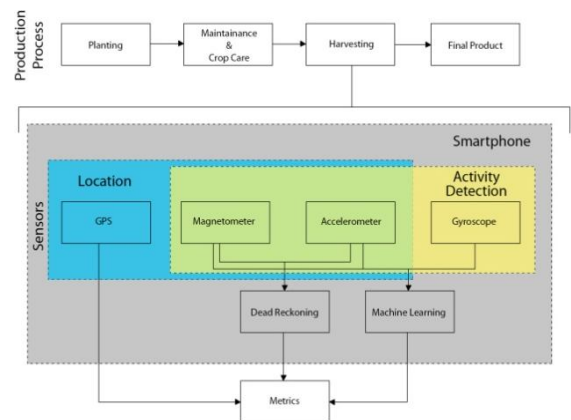 Production
Process
Planting
Maintainance
&
Crop Care
Harvesting
Final Product
Smartphone
Sensors
Location
Activity
Detection
GPS
Magnetometer
Accelerometer
Gyroscope
Dead Reckoning
Machine Learning
Metrics